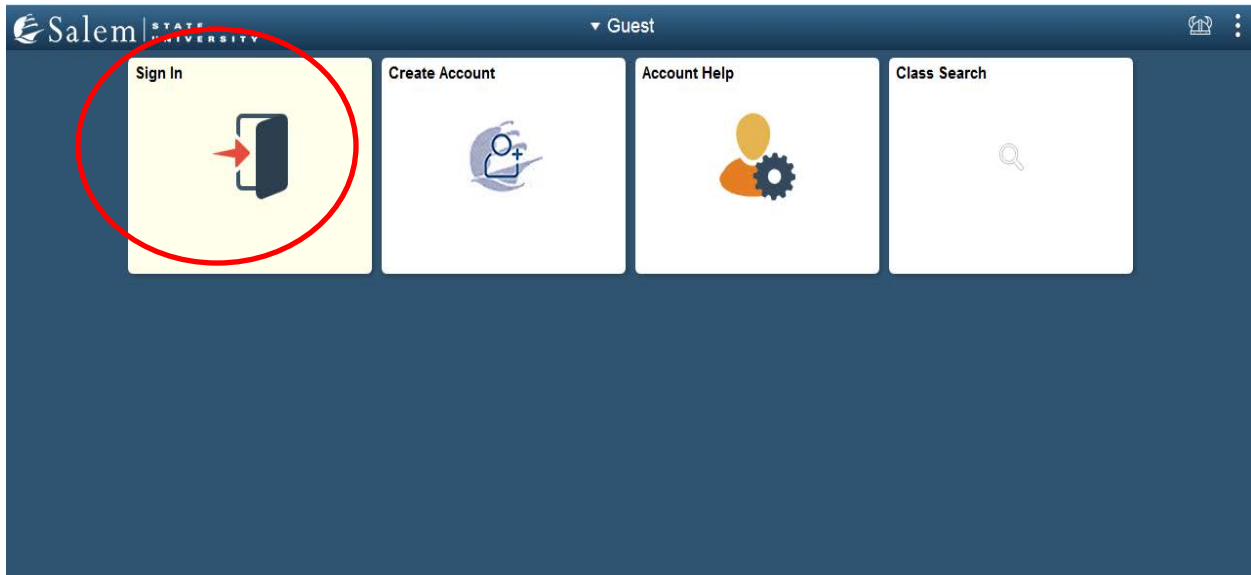 Salem STATE UNIVERSITY
Guest
Sign In
Create Account
Account Help
Class Search